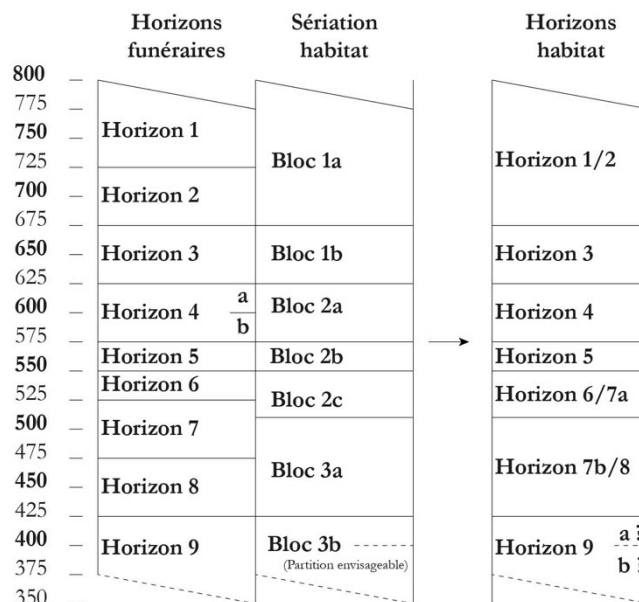 Horizons funéraires
Sériation habitat
Horizons habitat
800
775
750
725
700
675
650
625
600
575
550
525
500
475
450
425
400
375
350
Horizon 1
Horizon 2
Horizon 3
Horizon 4
a
b
Horizon 5
Horizon 6
Horizon 7
Horizon 8
Horizon 9
Bloc 1a
Bloc 1b
Bloc 2a
Bloc 2b
Bloc 2c
Bloc 3a
Bloc 3b
(Partition envisageable)
Horizon 1/2
Horizon 3
Horizon 4
Horizon 5
Horizon 6/7a
Horizon 7b/8
Horizon 9
a
b